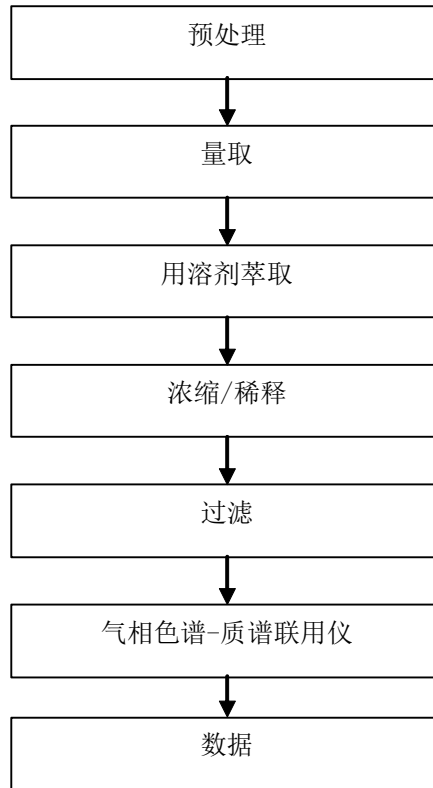 预处理
量取
用溶剂萃取
浓缩/稀释
过滤
气相色谱-质谱联用仪
数据